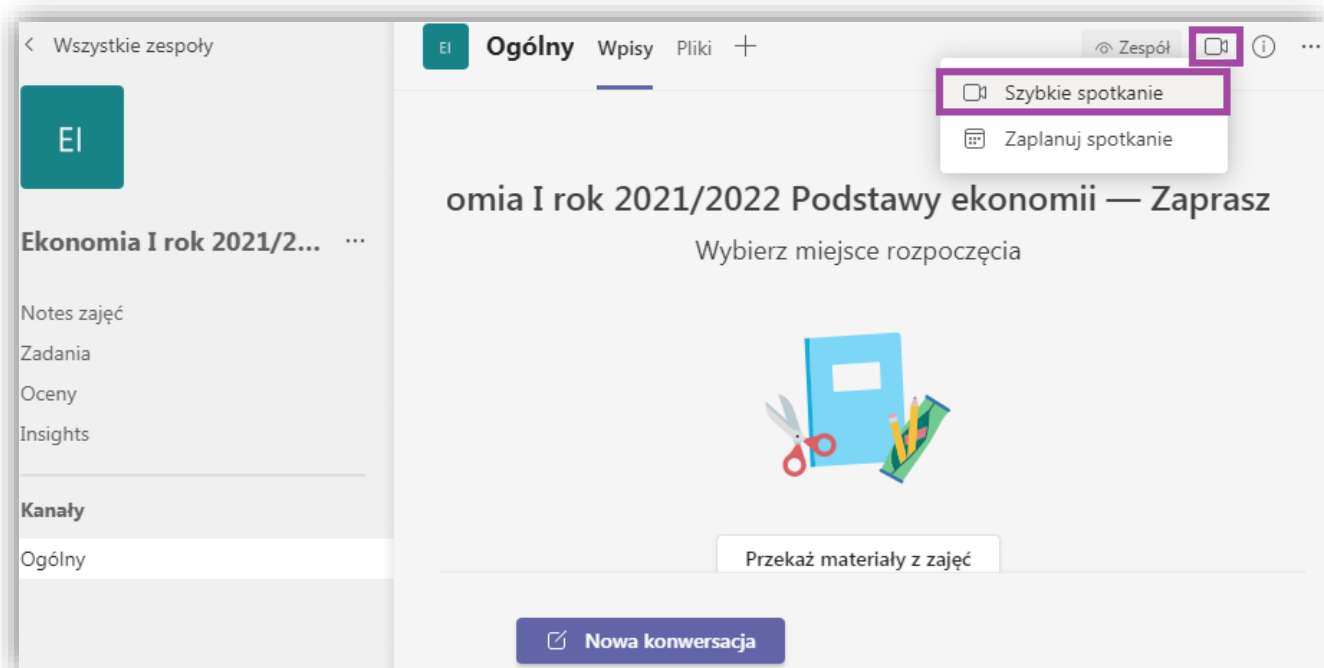 Wszystkie zespoły
EI
Ekonomia I rok 2021/2... ...
Notes zajęć
Zadania
Oceny
Insights
Kanały
Ogólny
EI Ogólny Wpisy Pliki
Zespół
Szybkie spotkanie
Zaplanuj spotkanie
omia I rok 2021/2022 Podstawy ekonomii — Zaprasz
Wybierz miejsce rozpoczęcia
Przekaż materiały z zajęć
Nowa konwersacja